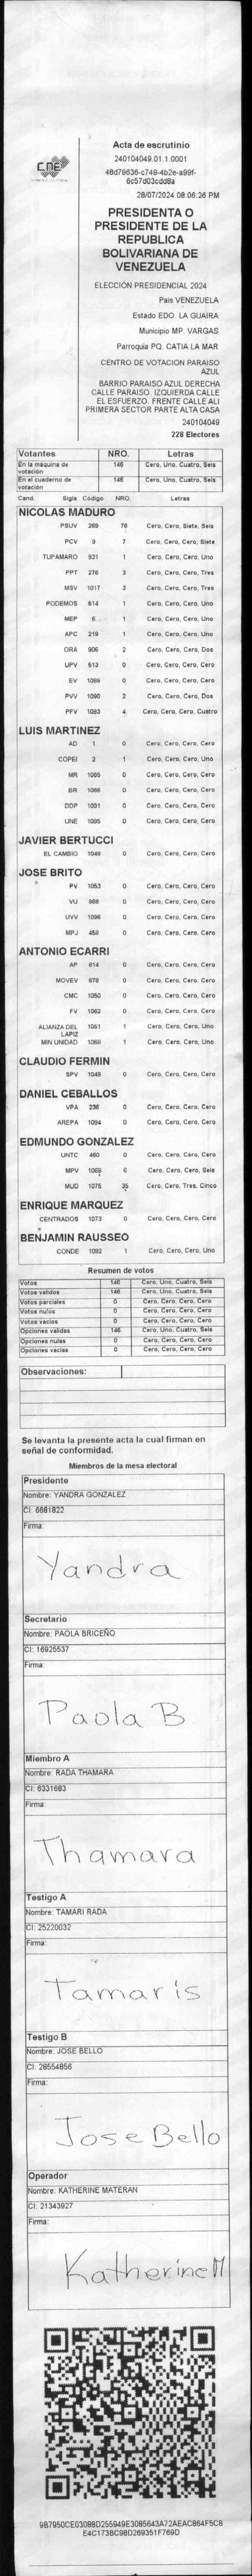 CNE
Acta de escrutinio
240104049.01.1.0001
48d79636-c749-4b2e-a99f-
6c57d03cdd8a
28/07/2024 08:06:26 PM
PRESIDENTA O
PRESIDENTE DE LA
REPUBLICA
BOLIVARIANA DE
VENEZUELA
ELECCIÓN PRESIDENCIAL 2024
Pais VENEZUELA
Estado EDO. LA GUAIRA
Municipio MP. VARGAS
Parroquia PQ. CATIA LA MAR
CENTRO DE VOTACION PARAISO
AZUL
BARRIO PARAISO AZUL DERECHA
CALLE PARAISO. IZQUIERDA CALLE
EL ESFUERZO. FRENTE CALLE ALI
PRIMERA SECTOR PARTE ALTA CASA
240104049
228 Electores
Votantes NRO. Letras
En la máquina de votación 146 Cero, Uno, Cuatro, Seis
En el cuaderno de votación 146 Cero, Uno, Cuatro, Seis
Cand. Sigla Código NRO. Letras
NICOLAS MADURO
PSUV 269 76 Cero, Cero, Siete, Seis
PCV 9 7 Cero, Cero, Cero, Siete
TUPAMARO 931 1 Cero, Cero, Cero, Uno
PPT 276 3 Cero, Cero, Cero, Tres
MSV 1017 3 Cero, Cero, Cero, Tres
PODEMOS 514 1 Cero, Cero, Cero, Uno
MEP 6 1 Cero, Cero, Cero, Uno
APC 219 1 Cero, Cero, Cero, Uno
ORA 906 2 Cero, Cero, Cero, Dos
UPV 513 0 Cero, Cero, Cero, Cero
EV 1089 0 Cero, Cero, Cero, Cero
PVV 1090 2 Cero, Cero, Cero, Dos
PFV 1093 4 Cero, Cero, Cero, Cuatro
LUIS MARTINEZ
AD 1 0 Cero, Cero, Cero, Cero
COPEI 2 1 Cero, Cero, Cero, Uno
MR 1065 0 Cero, Cero, Cero, Cero
BR 1066 0 Cero, Cero, Cero, Cero
DDP 1091 0 Cero, Cero, Cero, Cero
UNE 1095 0 Cero, Cero, Cero, Cero
JAVIER BERTUCCI
EL CAMBIO 1048 0 Cero, Cero, Cero, Cero
JOSE BRITO
PV 1053 0 Cero, Cero, Cero, Cero
VU 868 0 Cero, Cero, Cero, Cero
UVV 1096 0 Cero, Cero, Cero, Cero
MPJ 458 0 Cero, Cero, Cero, Cero
ANTONIO ECARRI
AP 814 0 Cero, Cero, Cero, Cero
MOVEV 878 0 Cero, Cero, Cero, Cero
CMC 1050 0 Cero, Cero, Cero, Cero
FV 1062 0 Cero, Cero, Cero, Cero
ALIANZA DEL LAPIZ 1051 1 Cero, Cero, Cero, Uno
MIN UNIDAD 1068 1 Cero, Cero, Cero, Uno
CLAUDIO FERMIN
SPV 1049 0 Cero, Cero, Cero, Cero
DANIEL CEBALLOS
VPA 236 0 Cero, Cero, Cero, Cero
AREPA 1094 0 Cero, Cero, Cero, Cero
EDMUNDO GONZALEZ
UNTC 460 0 Cero, Cero, Cero, Cero
MPV 1069 6 Cero, Cero, Cero, Seis
MUD 1075 35 Cero, Cero, Tres, Cinco
ENRIQUE MARQUEZ
CENTRADOS 1073 0 Cero, Cero, Cero, Cero
BENJAMIN RAUSSEO
CONDE 1092 1 Cero, Cero, Cero, Uno
Resumen de votos
Votos 146 Cero, Uno, Cuatro, Seis
Votos validos 146 Cero, Uno, Cuatro, Seis
Votos parciales 0 Cero, Cero, Cero, Cero
Votos nulos 0 Cero, Cero, Cero, Cero
Votos vacios 0 Cero, Cero, Cero, Cero
Opciones validas 146 Cero, Uno, Cuatro, Seis
Opciones nulas 0 Cero, Cero, Cero, Cero
Opciones vacias 0 Cero, Cero, Cero, Cero
Observaciones:
Se levanta la presente acta la cual firman en
señal de conformidad.
Miembros de la mesa electoral
Presidente
Nombre: YANDRA GONZALEZ
CI: 6681822
Firma:
Yandra
Secretario
Nombre: PAOLA BRICEÑO
CI: 16925537
Firma:
Paola B
Miembro A
Nombre: RADA THAMARA
CI: 6331683
Firma:
Thamara
Testigo A
Nombre: TAMARI RADA
CI: 25220032
Firma:
Tamaris
Testigo B
Nombre: JOSE BELLO
CI: 28554856
Firma:
Jose Bello
Operador
Nombre: KATHERINE MATERAN
CI: 21343927
Firma:
Katherine M
9B7950CE03088D255949E3085643A72AEAC864F5C8
E4C173BC98D269351F769D